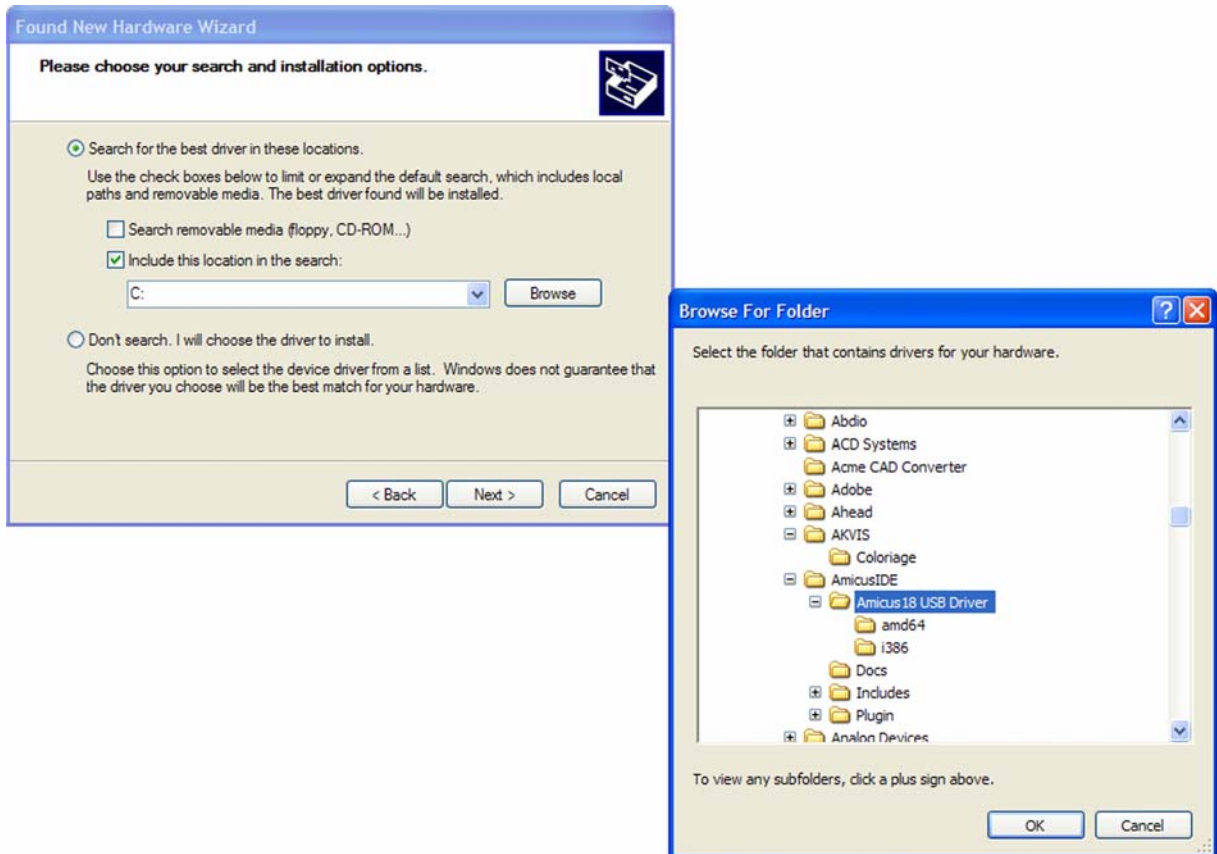 Found New Hardware Wizard
Please choose your search and installation options.
Search for the best driver in these locations.
Use the check boxes below to limit or expand the default search, which includes local
paths and removable media. The best driver found will be installed.
Search removable media (floppy, CD-ROM...)
Include this location in the search:
C:
Browse
Don't search. I will choose the driver to install.
Choose this option to select the device driver from a list. Windows does not guarantee that
the driver you choose will be the best match for your hardware.
< Back
Next >
Cancel
Browse For Folder
Select the folder that contains drivers for your hardware.
Abdio
ACD Systems
Acme CAD Converter
Adobe
Ahead
AKVIS
Coloriage
AmicusIDE
Amicus18 USB Driver
amd64
i386
Docs
Includes
Plugin
Analog Devices
To view any subfolders, click a plus sign above.
OK
Cancel